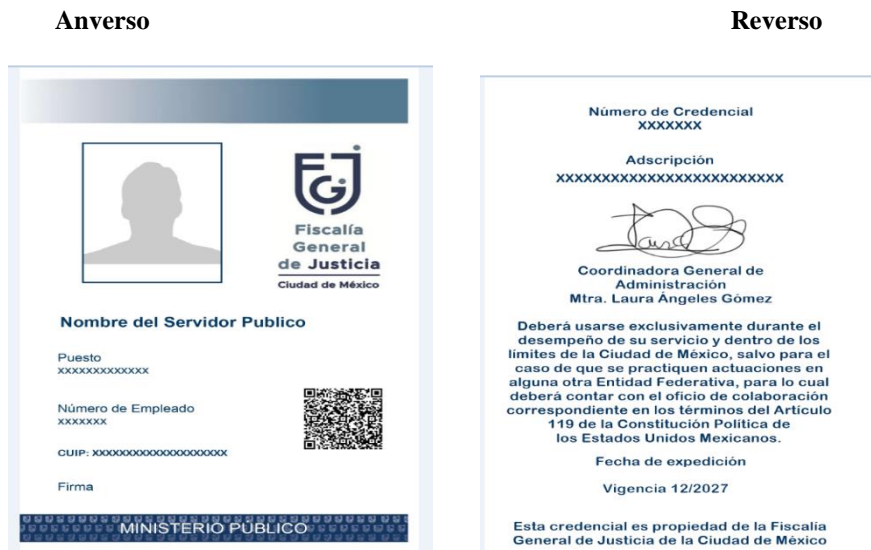 Anverso
Reverso
FGJ
Fiscalía
General
de Justicia
Ciudad de México
Nombre del Servidor Publico
Puesto
xxxxxxxxxxxxx
Número de Empleado
xxxxxxx
CUIP: xxxxxxxxxxxxxxxxxxxx
Firma
MINISTERIO PÚBLICO
Número de Credencial
xxxxxxx
Adscripción
xxxxxxxxxxxxxxxxxxxxxxxxx
Coordinadora General de
Administración
Mtra. Laura Ángeles Gómez
Deberá usarse exclusivamente durante el
desempeño de su servicio y dentro de los
límites de la Ciudad de México, salvo para el
caso de que se practiquen actuaciones en
alguna otra Entidad Federativa, para lo cual
deberá contar con el oficio de colaboración
correspondiente en los términos del Artículo
119 de la Constitución Política de
los Estados Unidos Mexicanos.
Fecha de expedición
Vigencia 12/2027
Esta credencial es propiedad de la Fiscalía
General de Justicia de la Ciudad de México